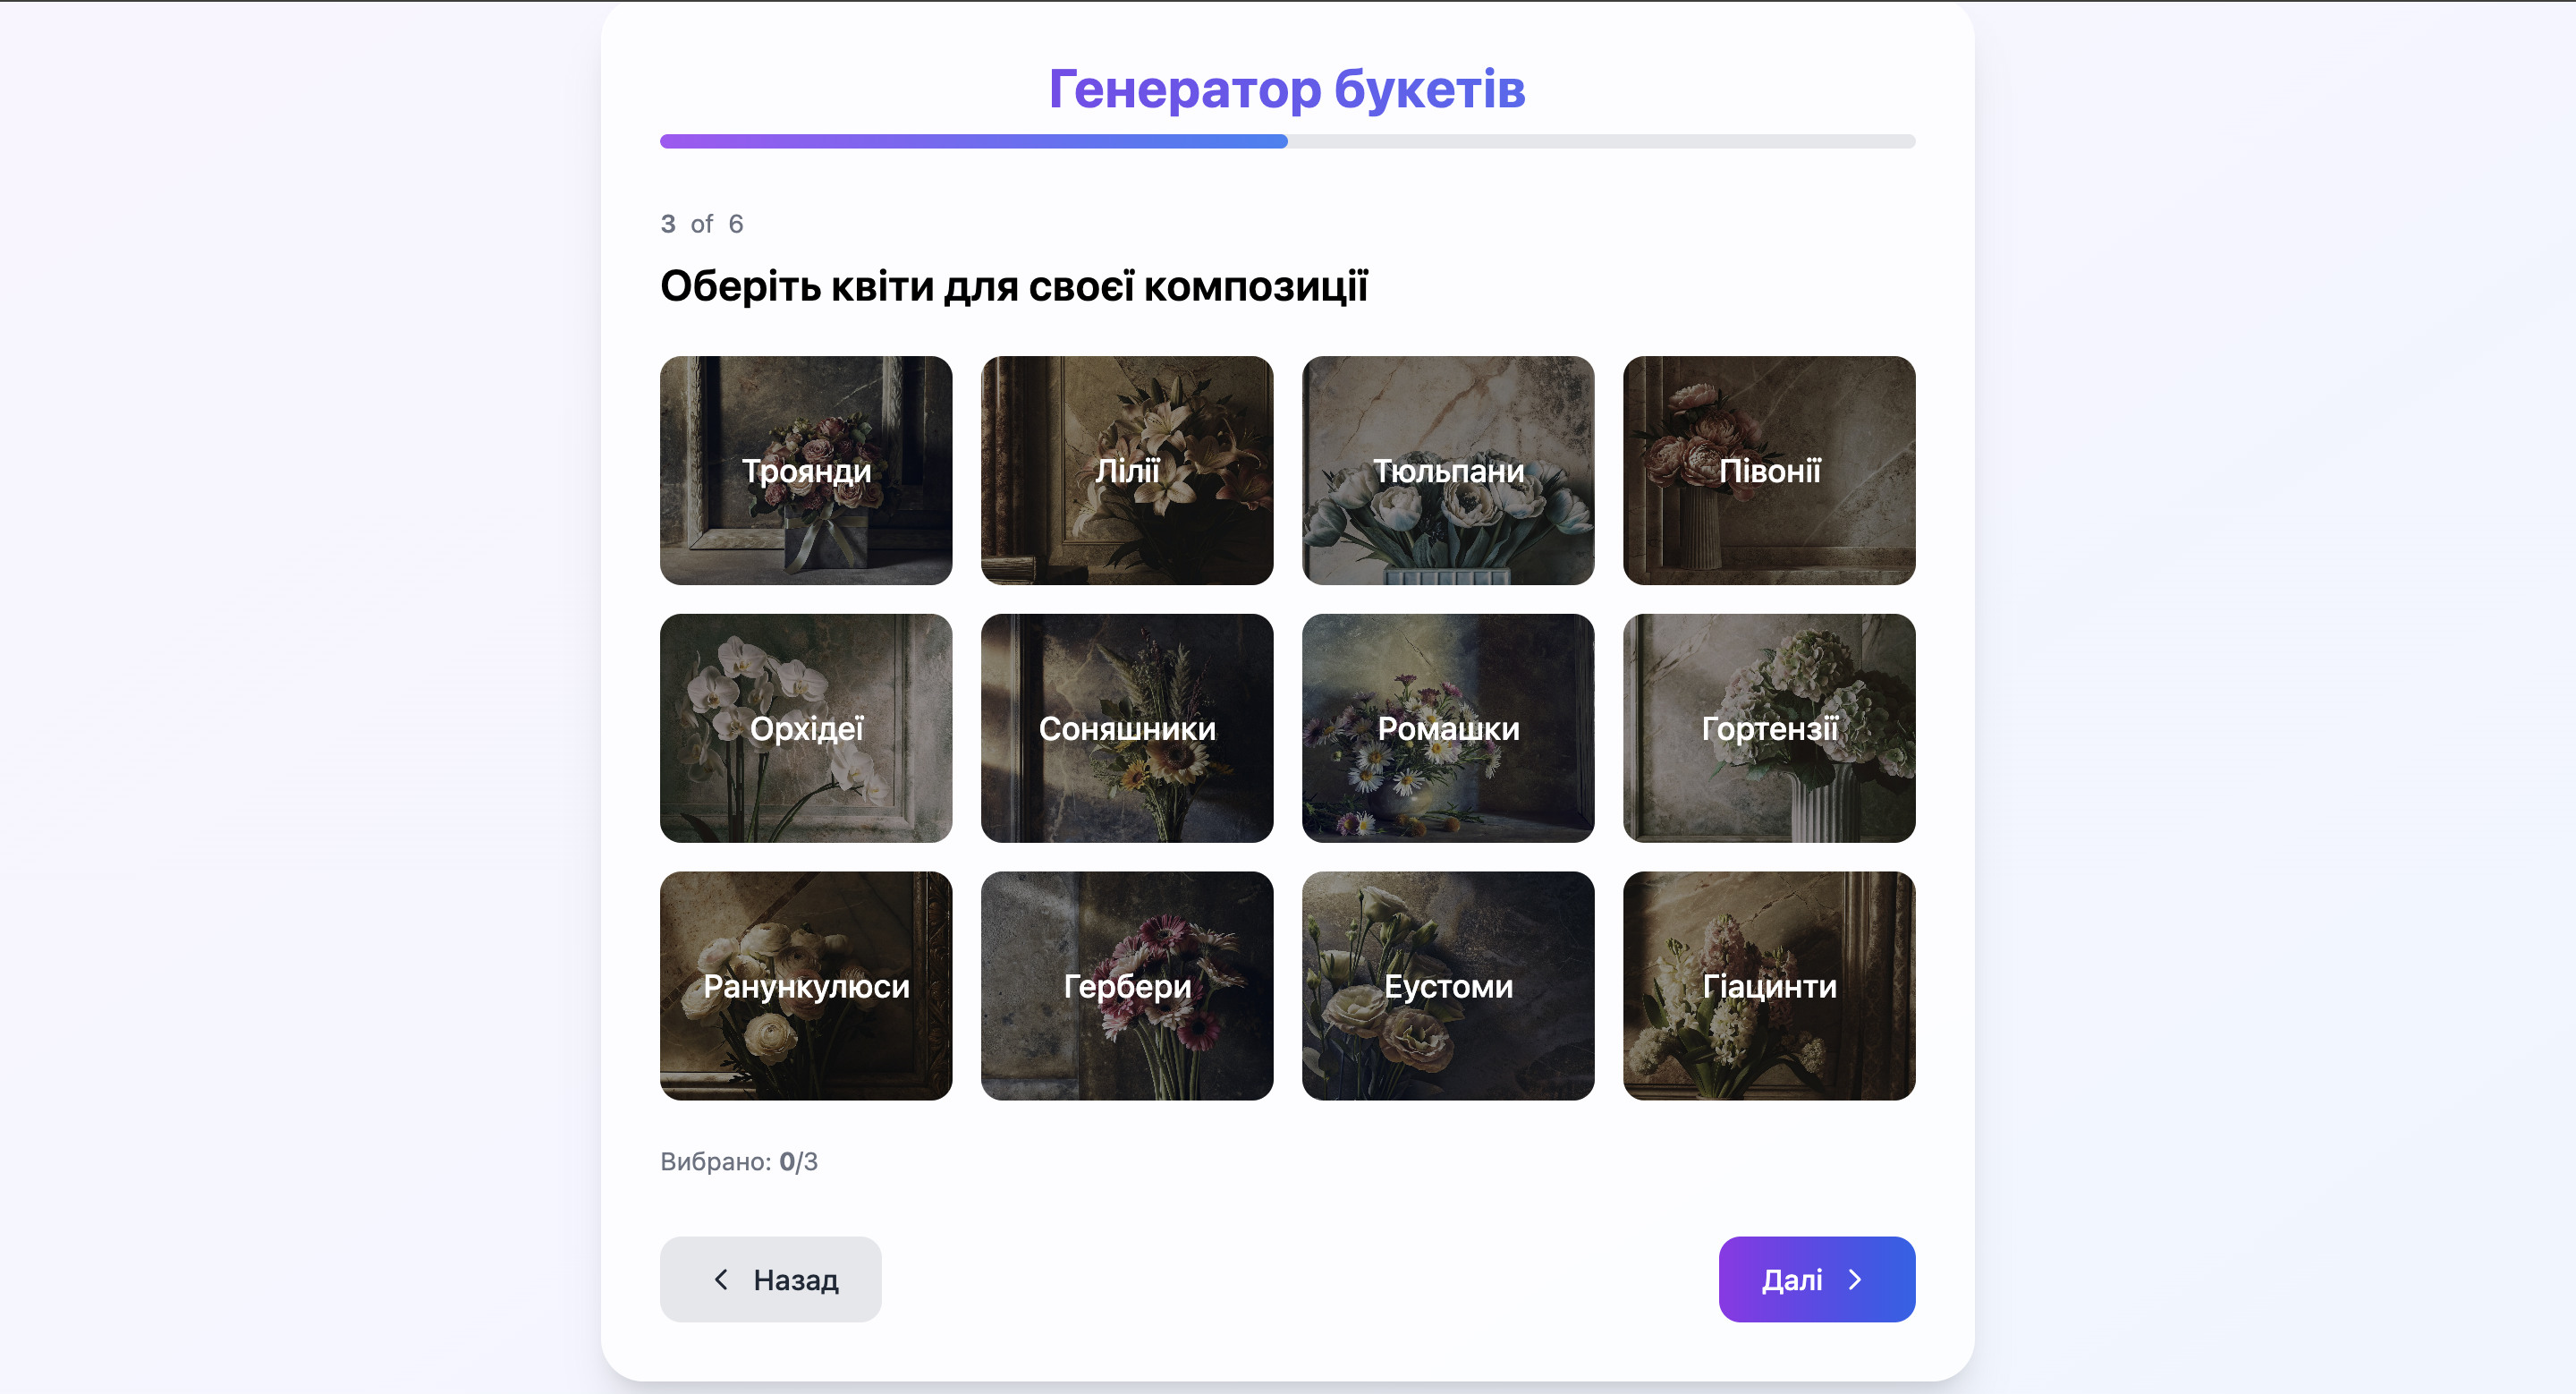 Генератор букетів
3 of 6
Оберіть квіти для своєї композиції
Троянди
Лілії
Тюльпани
Півонії
Орхідеї
Соняшники
Ромашки
Гортензії
Ранункулюси
Гербери
Еустоми
Гіацинти
Вибрано: 0/3
Назад
Далі